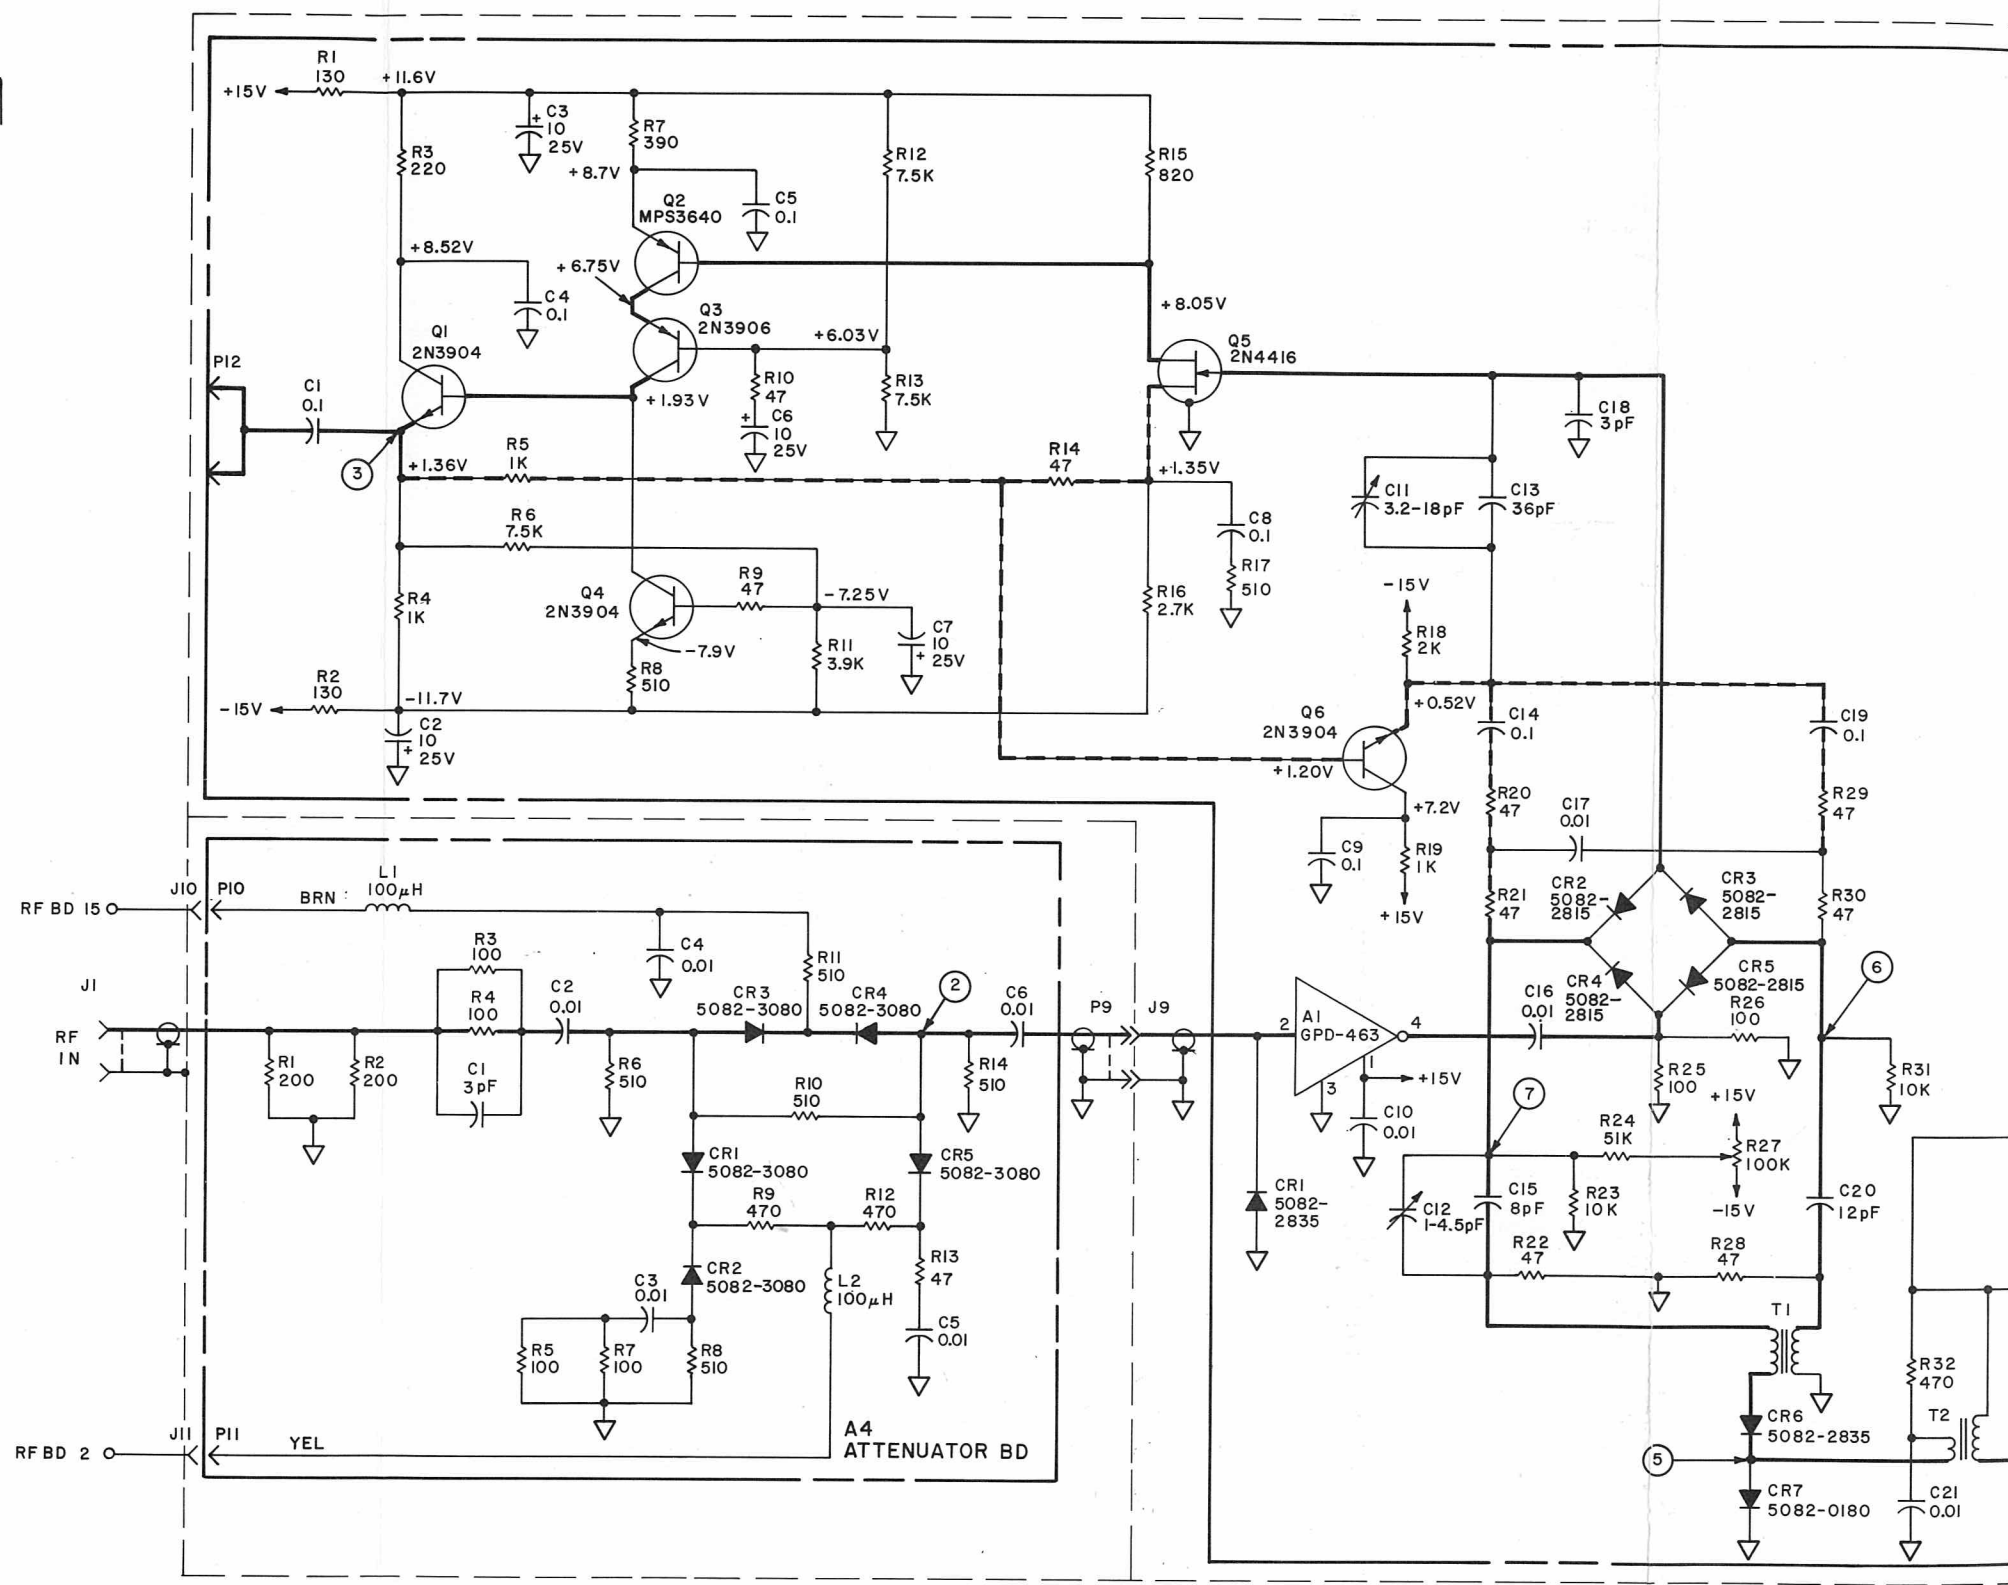 R1
130
+11.6V
+15V
C3
+
10
25V
R7
390
R3
220
R12
7.5K
R15
820
+8.7V
Q2
MPS3640
C5
0.1
+8.52V
+6.75V
C4
0.1
Q3
2N3906
+8.05V
+6.03V
Q1
2N3904
Q5
2N4416
P12
C1
0.1
R10
47
R13
7.5K
+1.93V
+
C6
10
25V
C18
3pF
R5
1K
R14
47
3
+1.36V
+1.35V
C11
3.2-18pF
C13
36pF
R6
7.5K
C8
0.1
R17
510
R9
47
Q4
2N3904
-7.25V
-15V
R4
1K
R16
2.7K
C7
10
+
25V
R18
2K
-7.9V
R11
3.9K
R8
510
R2
130
-11.7V
-15V
C2
10
+
25V
+0.52V
Q6
2N3904
C14
0.1
C19
0.1
+1.20V
+7.2V
R20
47
C17
0.01
R29
47
C9
0.1
R19
1K
+15V
L1
100µH
J10
P10
BRN
RF BD 15
R21
47
CR2
5082-
2815
CR3
5082-
2815
R30
47
R3
100
C4
0.01
R11
510
J1
RF
IN
R4
100
C2
0.01
CR3
5082-3080
CR4
5082-3080
2
C6
0.01
P9
J9
2
A1
GPD-463
4
1
3
C16
0.01
CR4
5082-
2815
CR5
5082-2815
R26
100
6
R1
200
R2
200
C1
3pF
R6
510
R10
510
R14
510
+15V
R25
100
R31
10K
7
+15V
C10
0.01
R24
51K
R27
100K
CR1
5082-3080
CR5
5082-3080
R9
470
R12
470
CR1
5082-
2835
C12
1-4.5pF
C15
8pF
R23
10K
-15V
C20
12pF
R22
47
R28
47
CR2
5082-3080
R13
47
C3
0.01
L2
100µH
T1
R5
100
R7
100
R8
510
C5
0.01
R32
470
T2
CR6
5082-2835
J11
P11
YEL
RF BD 2
A4
ATTENUATOR BD
5
CR7
5082-0180
C21
0.01